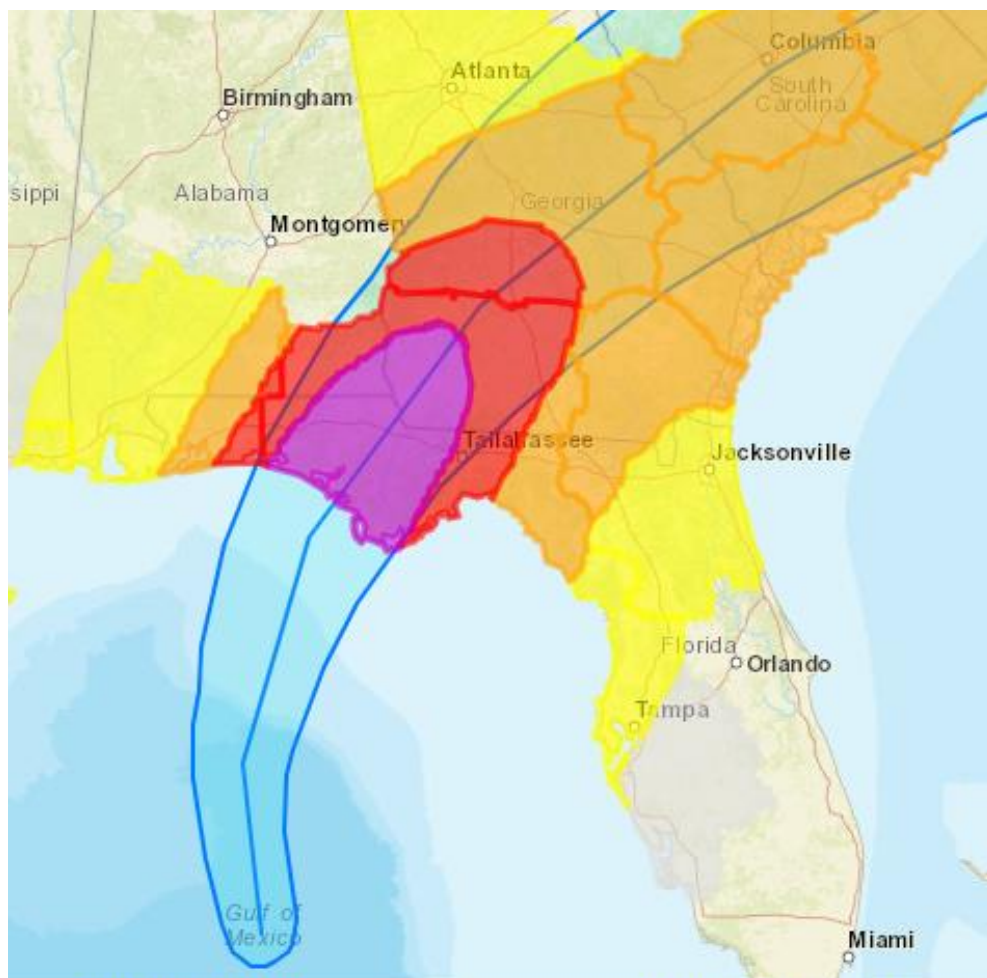 Columbia
Atlanta
South
Carolina
Birmingham
sippi
Alabama
Georgia
Montgomery
Tallahassee
Jacksonville
Florida
Orlando
Tampa
Gulf of
Mexico
Miami